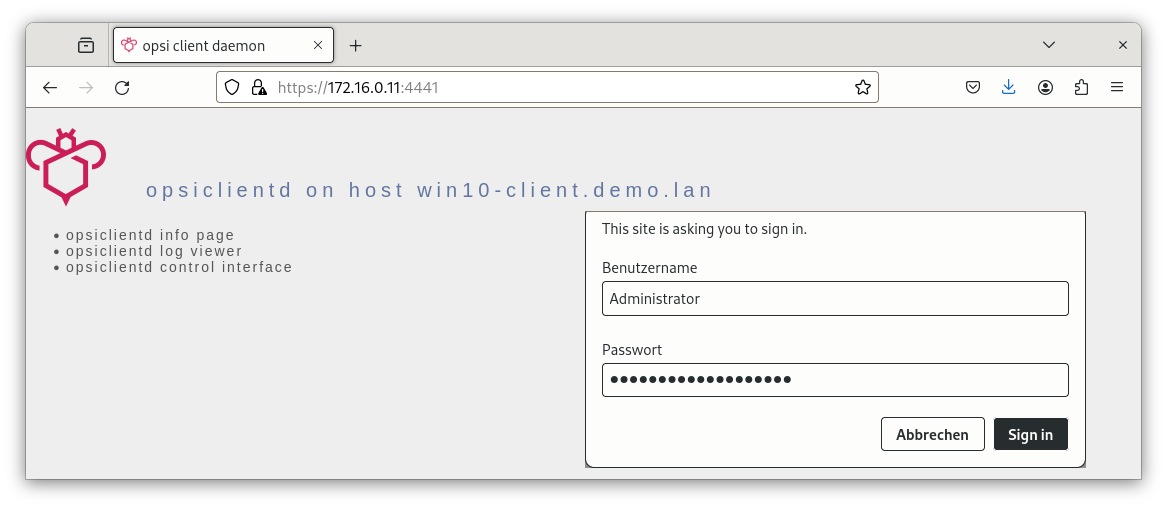 opsi client daemon
https://172.16.0.11:4441
opsiclientd on host win10-client.demo.lan
opsiclientd info page
opsiclientd log viewer
opsiclientd control interface
This site is asking you to sign in.
Benutzername
Administrator
Passwort
Abbrechen Sign in